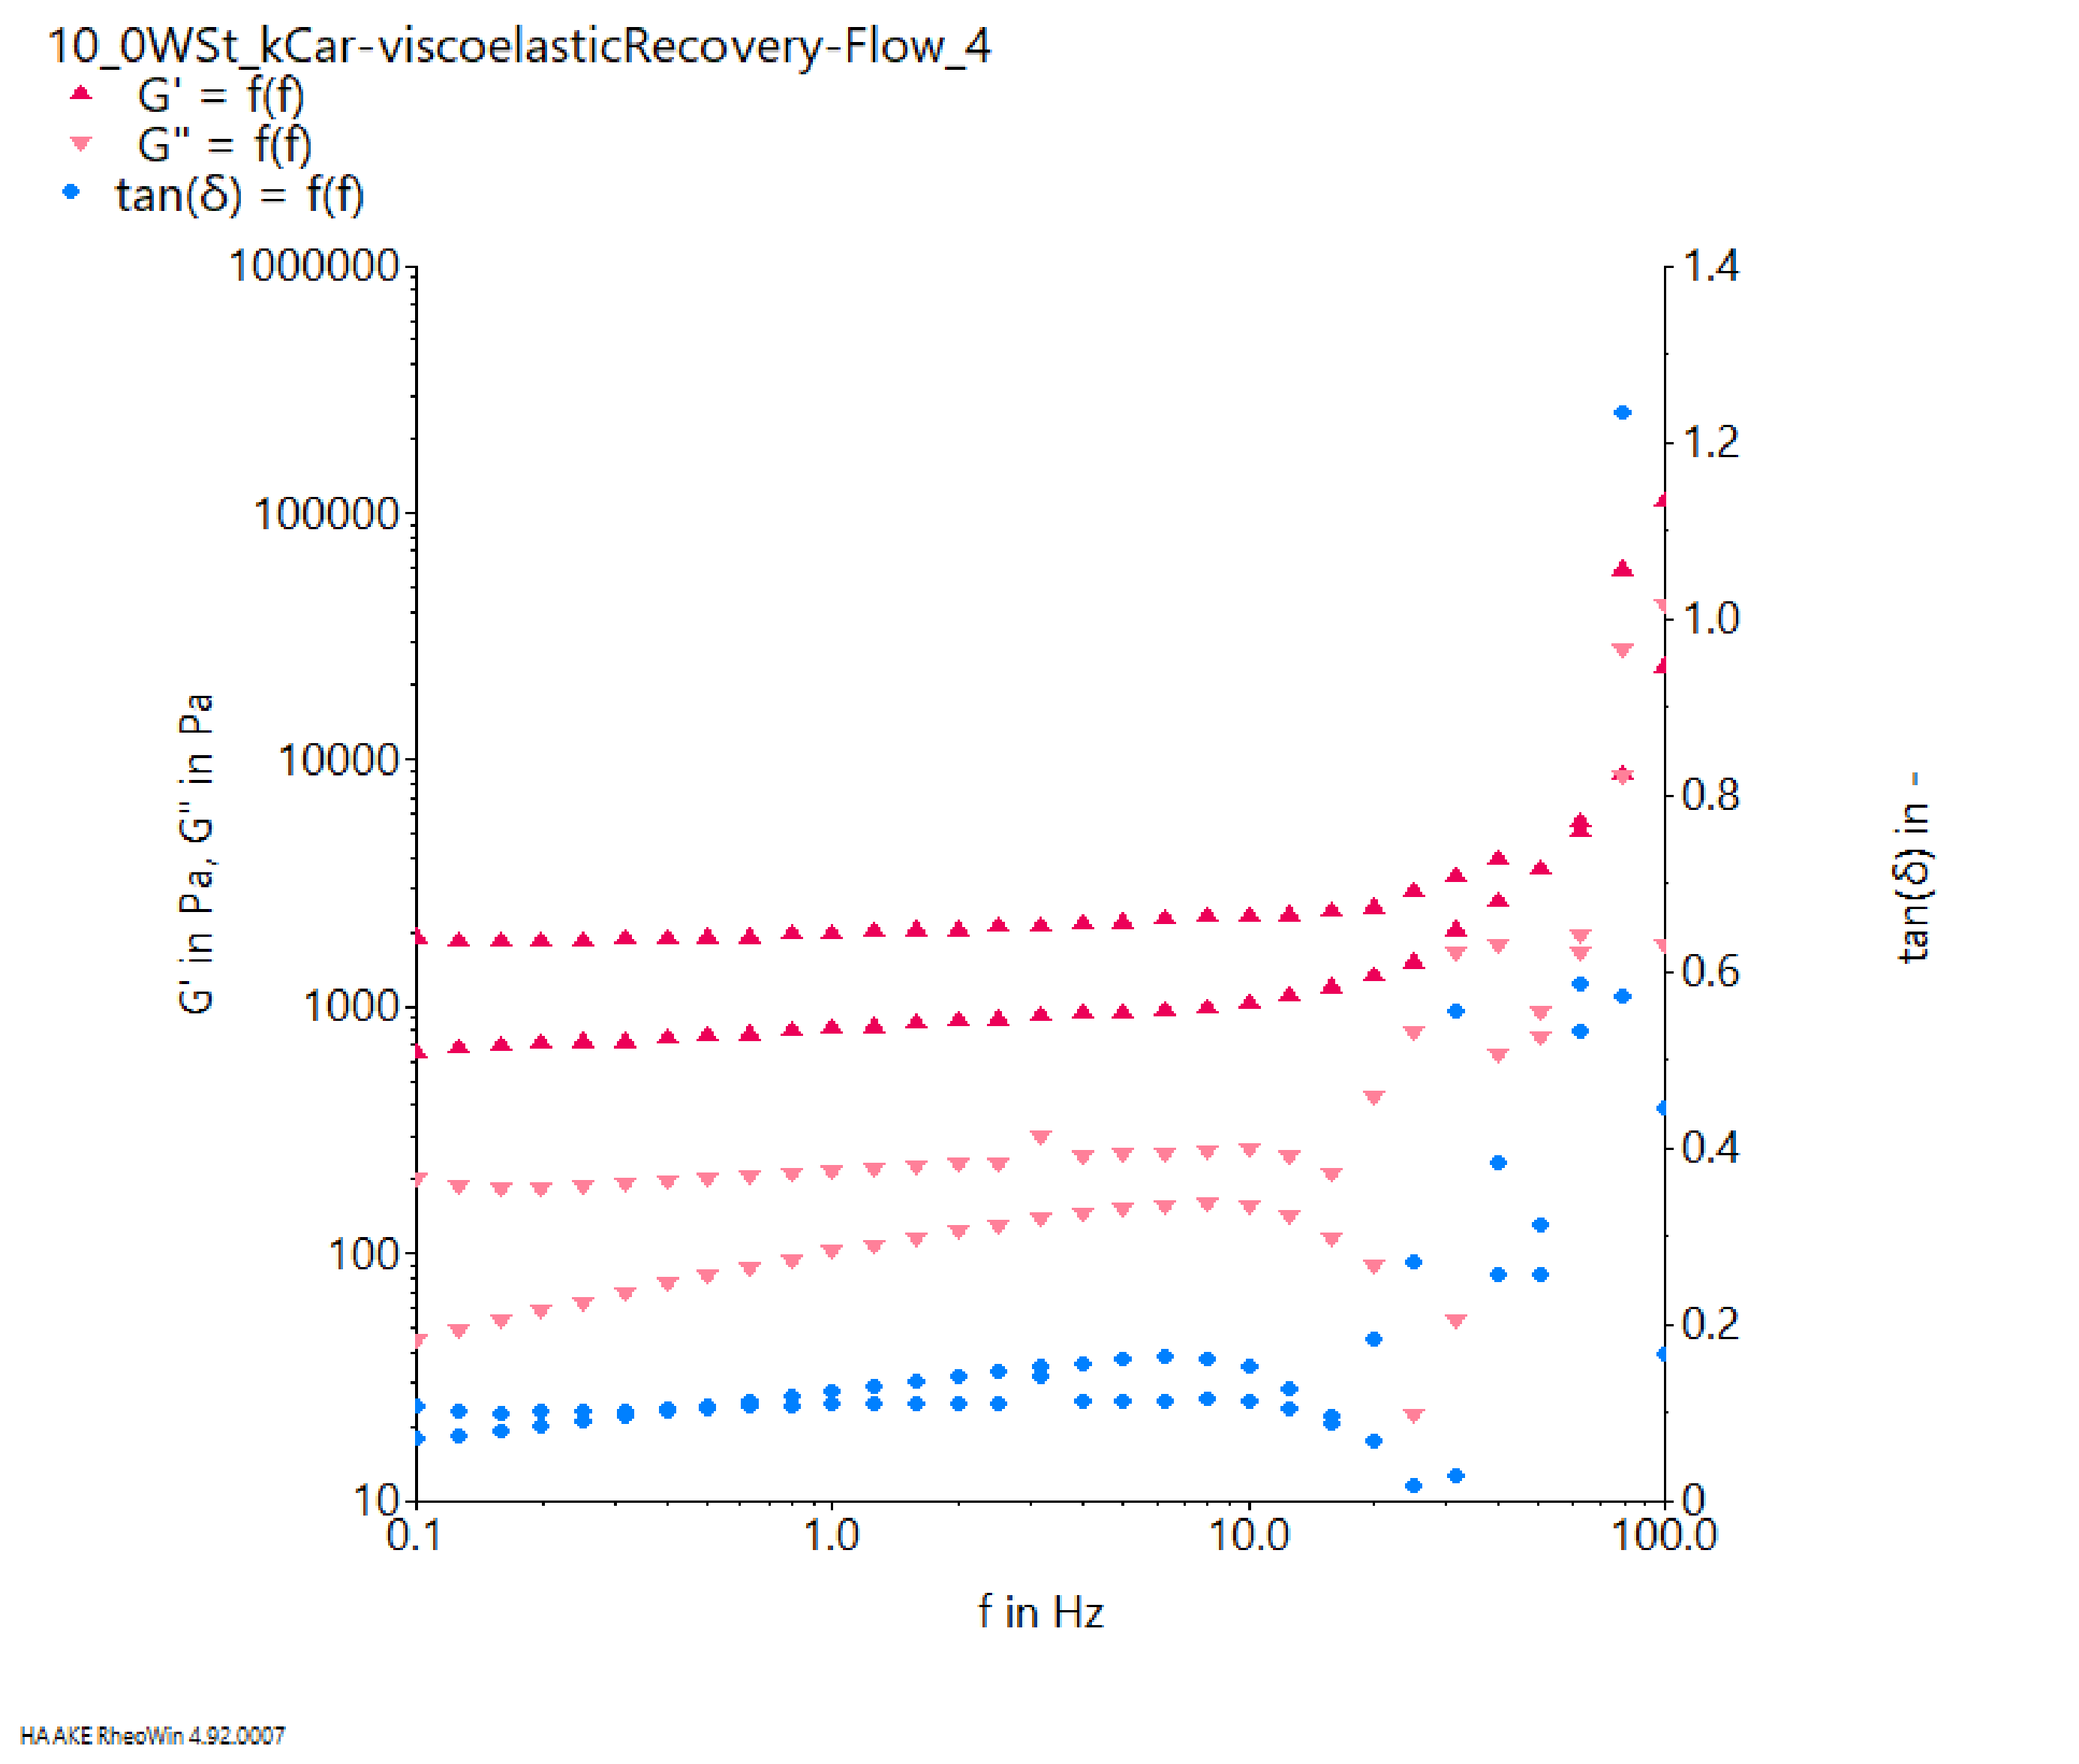 10_0WSt_kCar-viscoelasticRecovery-Flow_4
G' = f(f)
G" = f(f)
tan(δ) = f(f)
1000000
100000
10000
1000
100
10
G' in Pa, G" in Pa
1.4
1.2
1.0
0.8
0.6
0.4
0.2
0
tan(δ) in -
0.1
1.0
10.0
100.0
f in Hz
HAAKE RheoWin 4.92.0007